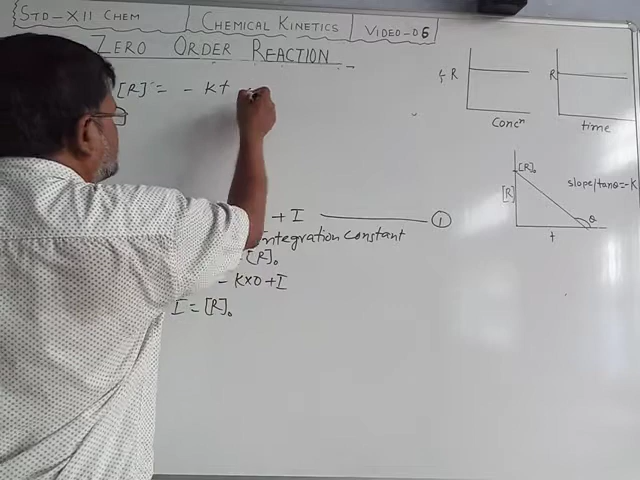 STD-XII CHEM
CHEMICAL KINETICS
VIDEO-06
ZERO ORDER REACTION
[R] = - Kt
+ I ①
integration constant
[R]₀
- K×0 + I
I = [R]₀
R
Concⁿ
R
time
[R]₀
[R]
slope/tanθ=-K
θ
t